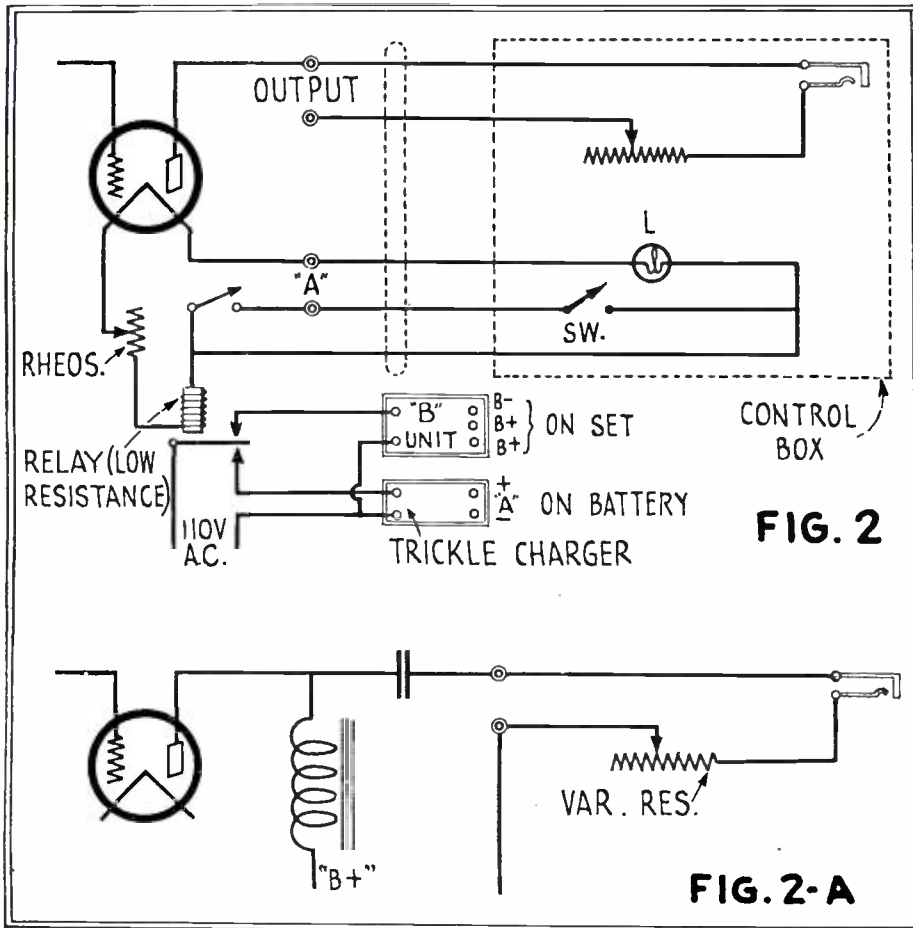 OUTPUT
L
"A"
SW.
RHEOS.
RELAY (LOW
RESISTANCE)
110V
A.C.
"B"
UNIT
B-
B+
B+
ON SET
+
"A"
-
ON BATTERY
TRICKLE CHARGER
CONTROL
BOX
FIG. 2
"B+"
VAR. RES.
FIG. 2-A